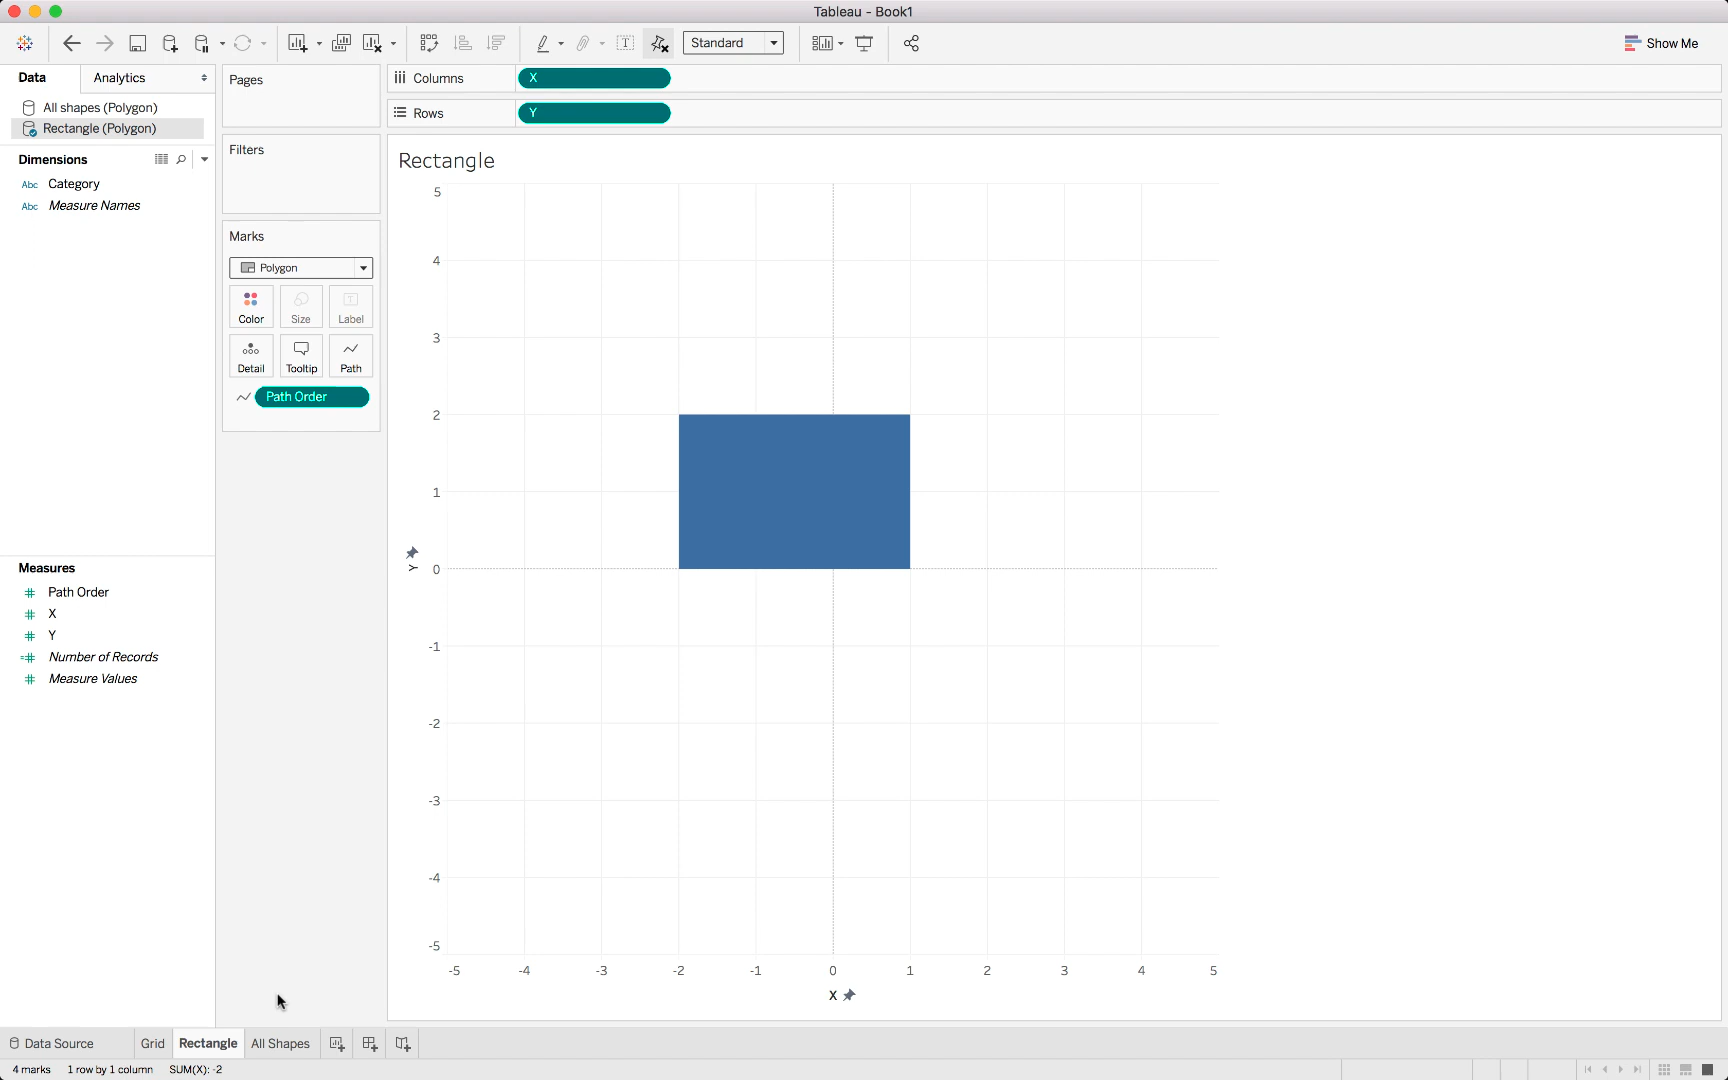 Tableau - Book1
Standard
Show Me
Data
Analytics
All shapes (Polygon)
Rectangle (Polygon)
Dimensions
Abc Category
Abc Measure Names
Measures
Path Order
X
Y
Number of Records
Measure Values
Pages
Filters
Marks
Polygon
Color Size Label
Detail Tooltip Path
Path Order
Columns X
Rows Y
Rectangle
5
4
3
2
1
0
-1
-2
-3
-4
-5
Y
-5 -4 -3 -2 -1 0 1 2 3 4 5
X
Data Source Grid Rectangle All Shapes
4 marks 1 row by 1 column SUM(X): -2